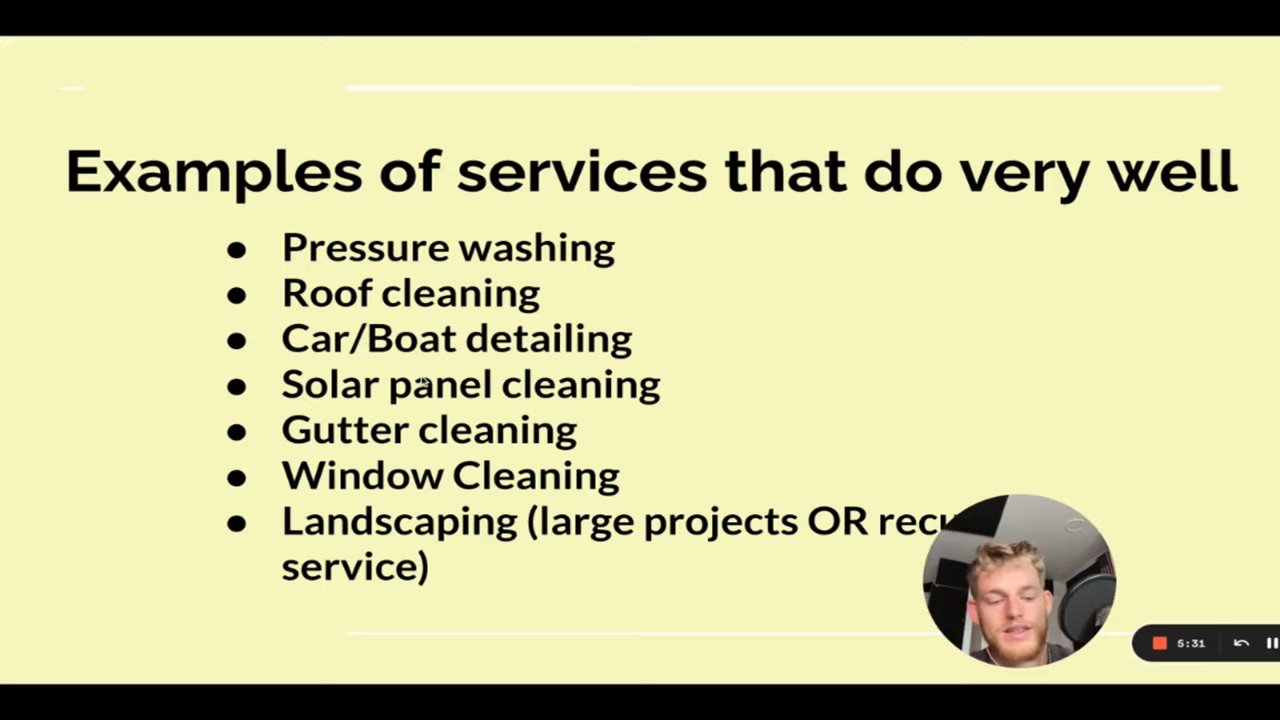 Examples of services that do very well
● Pressure washing
● Roof cleaning
● Car/Boat detailing
● Solar panel cleaning
● Gutter cleaning
● Window Cleaning
● Landscaping (large projects OR
service)
5:31